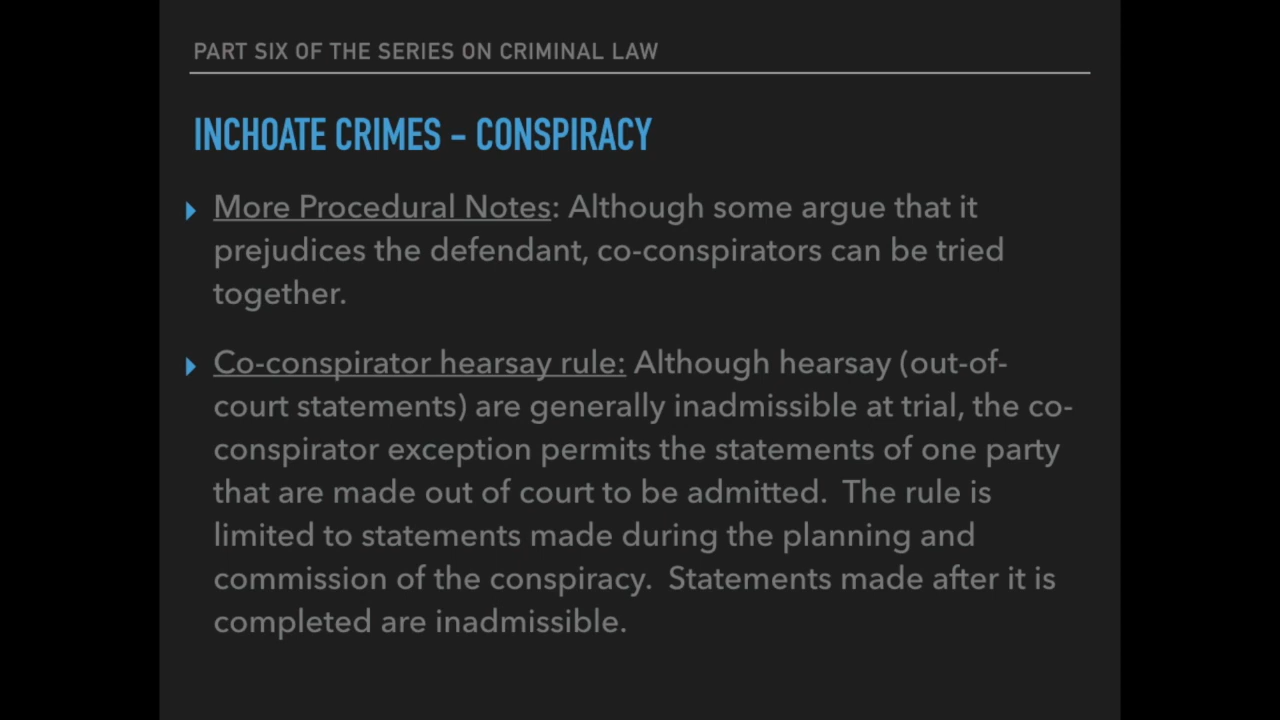 PART SIX OF THE SERIES ON CRIMINAL LAW
INCHOATE CRIMES – CONSPIRACY
More Procedural Notes: Although some argue that it
prejudices the defendant, co-conspirators can be tried
together.
Co-conspirator hearsay rule: Although hearsay (out-of-
court statements) are generally inadmissible at trial, the co-
conspirator exception permits the statements of one party
that are made out of court to be admitted.  The rule is
limited to statements made during the planning and
commission of the conspiracy.  Statements made after it is
completed are inadmissible.